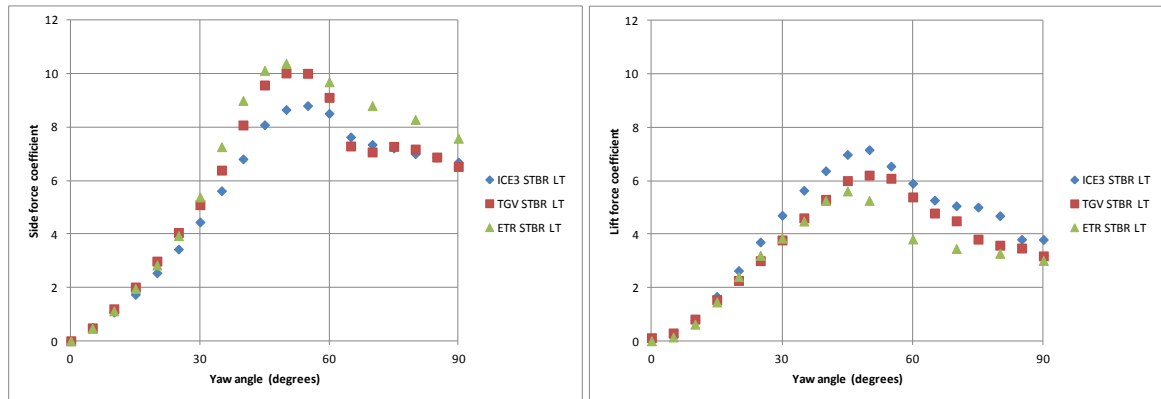 12
10
8
6
4
2
0
Side force coefficient
0 30 60 90
Yaw angle (degrees)
ICE3 STBR LT
TGV STBR LT
ETR STBR LT
12
10
8
6
4
2
0
Lift force coefficient
0 30 60 90
Yaw angle (degrees)
ICE3 STBR LT
TGV STBR LT
ETR STBR LT